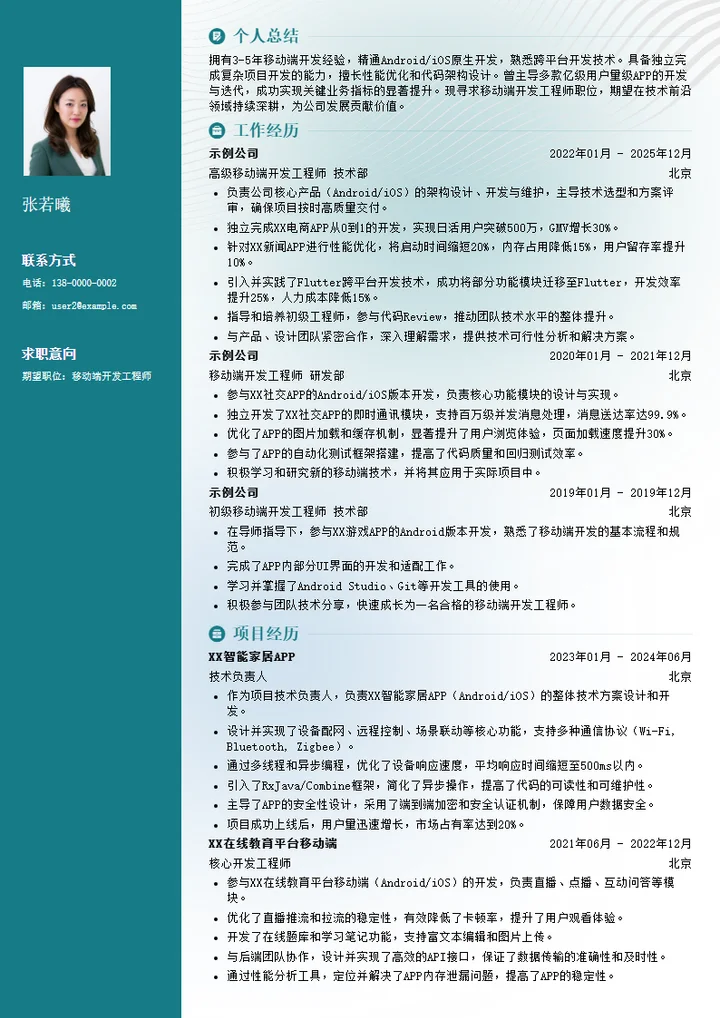 张若曦
联系方式
电话：138-0000-0002
邮箱：user2@example.com
求职意向
期望职位：移动端开发工程师
个人总结
拥有3-5年移动端开发经验，精通Android/iOS原生开发，熟悉跨平台开发技术。具备独立完
成复杂项目开发的能力，擅长性能优化和代码架构设计。曾主导多款亿级用户量级APP的开发
与迭代，成功实现关键业务指标的显著提升。现寻求移动端开发工程师职位，期望在技术前沿
领域持续深耕，为公司发展贡献价值。
工作经历
示例公司 2022年01月 - 2025年12月
高级移动端开发工程师 技术部 北京
• 负责公司核心产品（Android/iOS）的架构设计、开发与维护，主导技术选型和方案评
审，确保项目按时高质量交付。
• 独立完成XX电商APP从0到1的开发，实现日活用户突破500万，GMV增长30%。
• 针对XX新闻APP进行性能优化，将启动时间缩短20%，内存占用降低15%，用户留存率提升
10%。
• 引入并实践了Flutter跨平台开发技术，成功将部分功能模块迁移至Flutter，开发效率
提升25%，人力成本降低15%。
• 指导和培养初级工程师，参与代码Review，推动团队技术水平的整体提升。
• 与产品、设计团队紧密合作，深入理解需求，提供技术可行性分析和解决方案。
示例公司 2020年01月 - 2021年12月
移动端开发工程师 研发部 北京
• 参与XX社交APP的Android/iOS版本开发，负责核心功能模块的设计与实现。
• 独立开发了XX社交APP的即时通讯模块，支持百万级并发消息处理，消息送达率达99.9%。
• 优化了APP的图片加载和缓存机制，显著提升了用户浏览体验，页面加载速度提升30%。
• 参与了APP的自动化测试框架搭建，提高了代码质量和回归测试效率。
• 积极学习和研究新的移动端技术，并将其应用于实际项目中。
示例公司 2019年01月 - 2019年12月
初级移动端开发工程师 技术部 北京
• 在导师指导下，参与XX游戏APP的Android版本开发，熟悉了移动端开发的基本流程和规
范。
• 完成了APP内部分UI界面的开发和适配工作。
• 学习并掌握了Android Studio、Git等开发工具的使用。
• 积极参与团队技术分享，快速成长为一名合格的移动端开发工程师。
项目经历
XX智能家居APP 2023年01月 - 2024年06月
技术负责人 北京
• 作为项目技术负责人，负责XX智能家居APP（Android/iOS）的整体技术方案设计和开
发。
• 设计并实现了设备配网、远程控制、场景联动等核心功能，支持多种通信协议（Wi-Fi,
Bluetooth, Zigbee）。
• 通过多线程和异步编程，优化了设备响应速度，平均响应时间缩短至500ms以内。
• 引入了RxJava/Combine框架，简化了异步操作，提高了代码的可读性和可维护性。
• 主导了APP的安全性设计，采用了端到端加密和安全认证机制，保障用户数据安全。
• 项目成功上线后，用户量迅速增长，市场占有率达到20%。
XX在线教育平台移动端 2021年06月 - 2022年12月
核心开发工程师 北京
• 参与XX在线教育平台移动端（Android/iOS）的开发，负责直播、点播、互动问答等模
块。
• 优化了直播推流和拉流的稳定性，有效降低了卡顿率，提升了用户观看体验。
• 开发了在线题库和学习笔记功能，支持富文本编辑和图片上传。
• 与后端团队协作，设计并实现了高效的API接口，保证了数据传输的准确性和及时性。
• 通过性能分析工具，定位并解决了APP内存泄漏问题，提高了APP的稳定性。